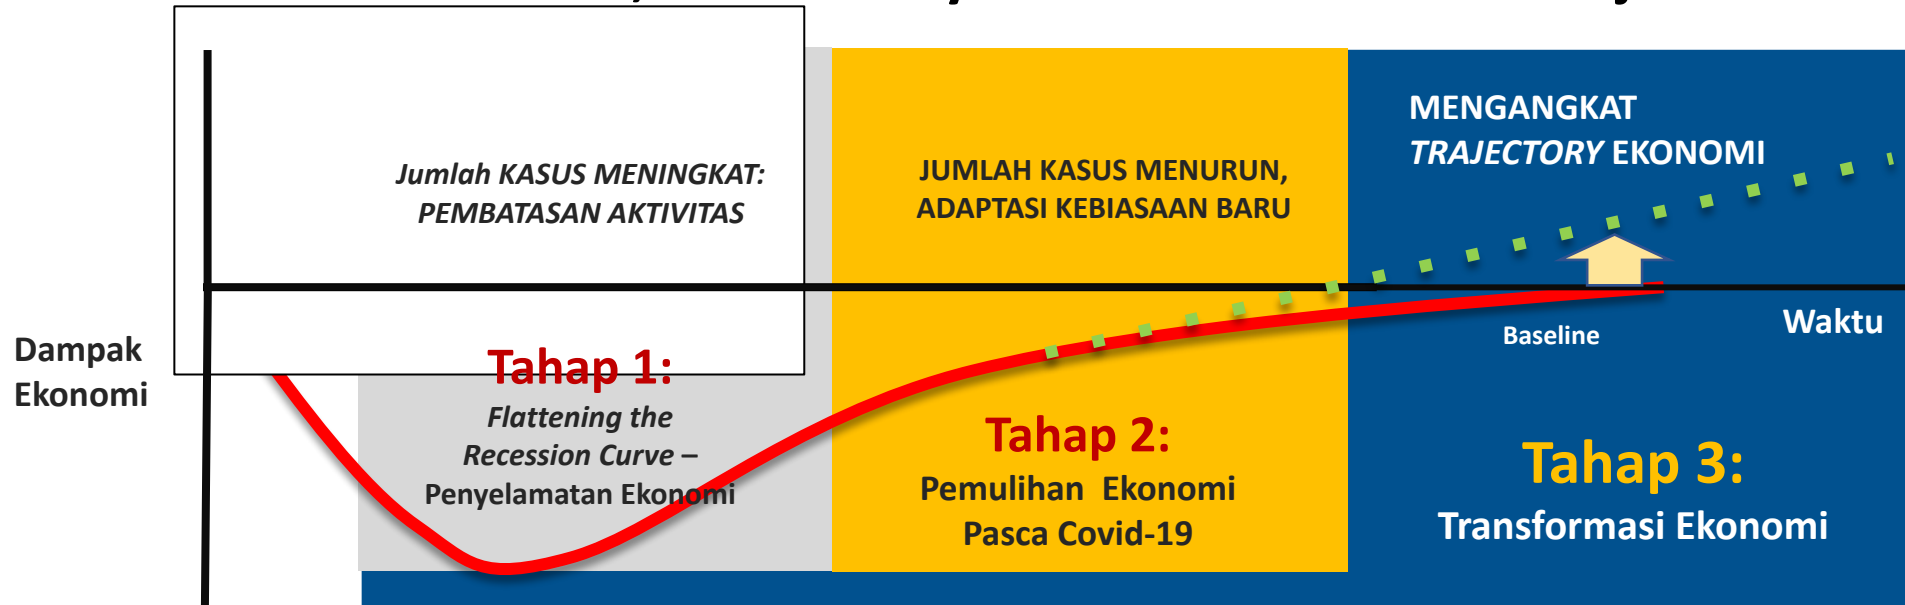 Jumlah KASUS MENINGKAT:
PEMBATASAN AKTIVITAS
JUMLAH KASUS MENURUN,
ADAPTASI KEBIASAAN BARU
MENGANGKAT
TRAJECTORY EKONOMI
Dampak
Ekonomi
Waktu
Baseline
Tahap 1:
Flattening the
Recession Curve –
Penyelamatan Ekonomi
Tahap 2:
Pemulihan Ekonomi
Pasca Covid-19
Tahap 3:
Transformasi Ekonomi